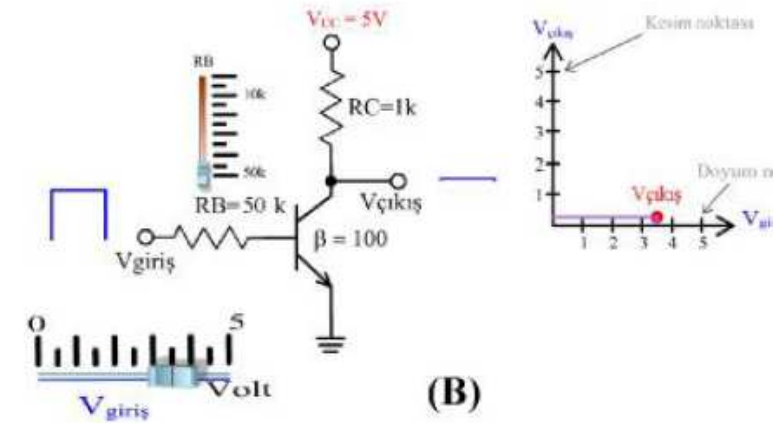 VCC = 5V
RB
10k
50k
RC=1k
RB=50 k
Vçıkış
Vgiriş
β = 100
0
5
Volt
Vgiriş
(B)
Vçıkış
Kesim noktası
5
4
3
2
1
Doyum
Vçıkış
1
2
3
4
5